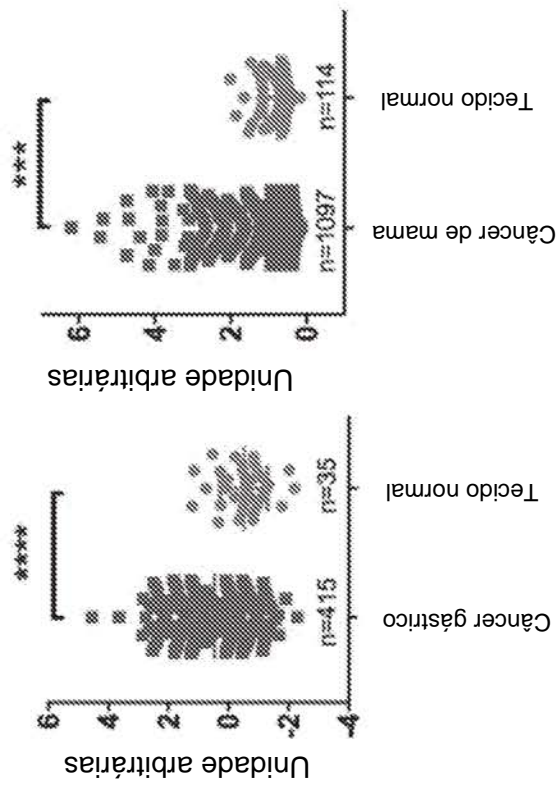 Unidade arbitrárias
6
4
2
0
-2
-4
****
n=415
n=35
Câncer gástrico
Tecido normal
Unidade arbitrárias
6
4
2
0
***
n=1097
n=114
Câncer de mama
Tecido normal